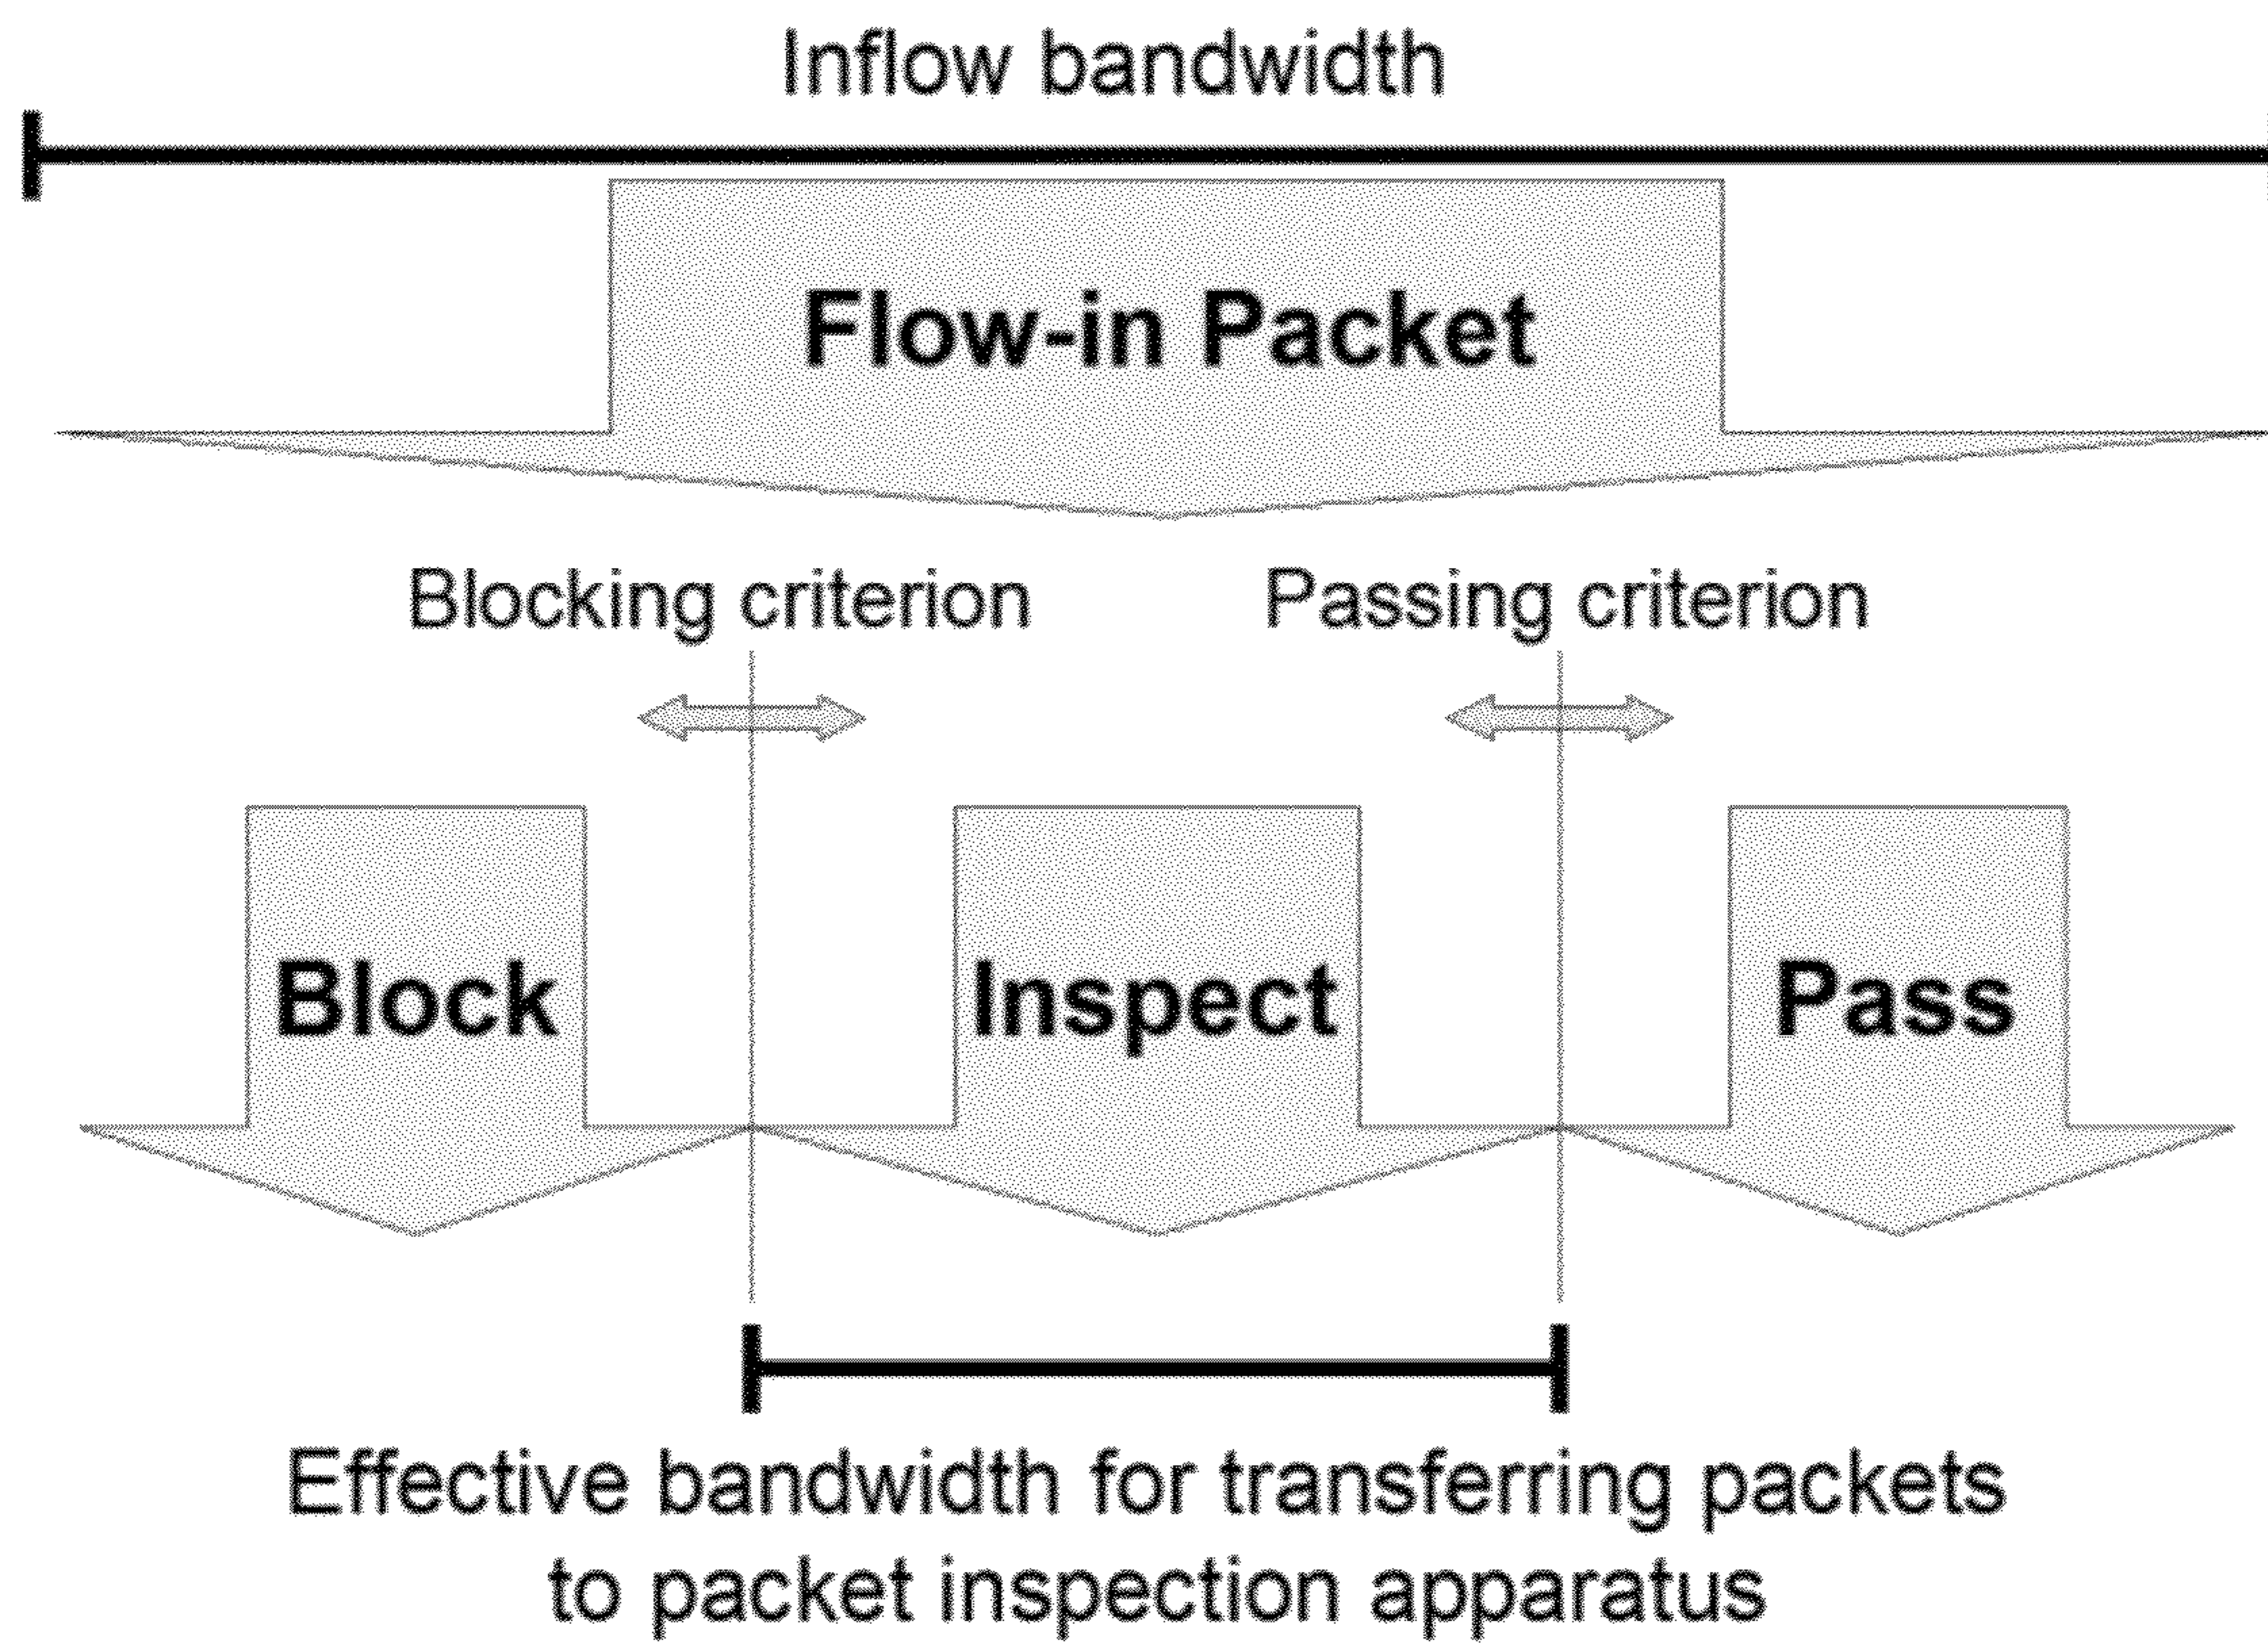 Inflow bandwidth
Flow-in Packet
Blocking criterion
Passing criterion
Block
Inspect
Pass
Effective bandwidth for transferring packets
to packet inspection apparatus